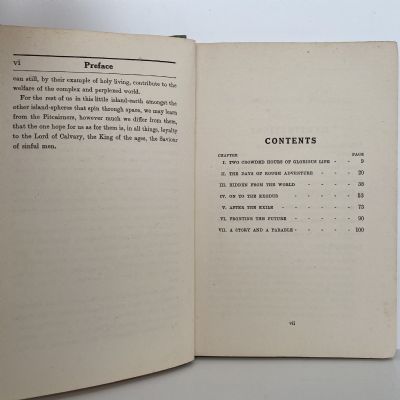 vi Preface
can still, by their example of holy living, contribute to the
welfare of the complex and perplexed world.
For the rest of us in this little island-earth amongst the
other island-spheres that spin through space, we may learn
from the Pitcairners, however much we differ from them,
that the one hope for us as for them is, in all things, loyalty
to the Lord of Calvary, the King of the ages, the Saviour
of sinful men.
CONTENTS
CHAPTER PAGE
I. TWO CROWDED HOURS OF GLORIOUS LIFE - - 9
II. THE DAYS OF ROUGH ADVENTURE - - - 20
III. HIDDEN FROM THE WORLD - - - - 38
IV. ON TO THE EXODUS - - - - - 53
V. AFTER THE EXILE - - - - - - 73
VI. FRONTING THE FUTURE - - - - - 90
VII. A STORY AND A PARABLE - - - - - 100
vii